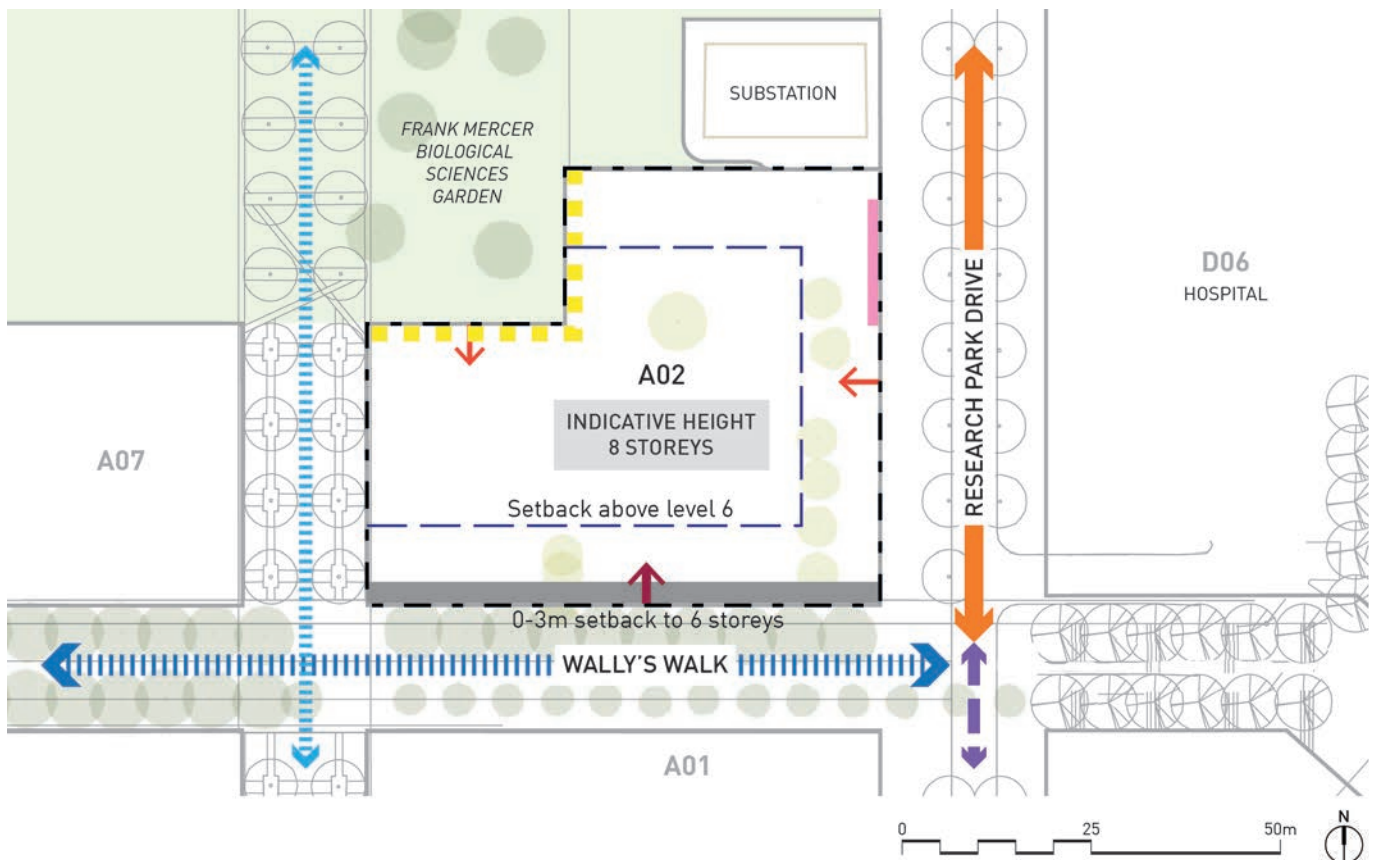 SUBSTATION
FRANK MERCER
BIOLOGICAL
SCIENCES
GARDEN
D06
HOSPITAL
RESEARCH PARK DRIVE
A02
INDICATIVE HEIGHT
8 STOREYS
A07
Setback above level 6
0-3m setback to 6 storeys
WALLY'S WALK
A01
0
25
50m
N